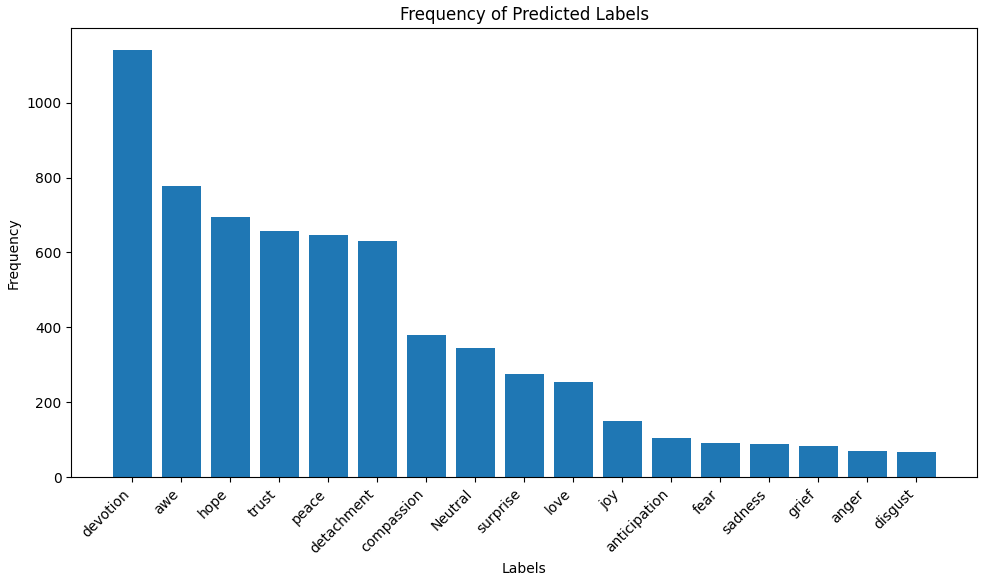 Frequency of Predicted Labels
Frequency
1000
800
600
400
200
0
devotion
awe
hope
trust
peace
detachment
compassion
Neutral
surprise
love
joy
anticipation
fear
sadness
grief
anger
disgust
Labels